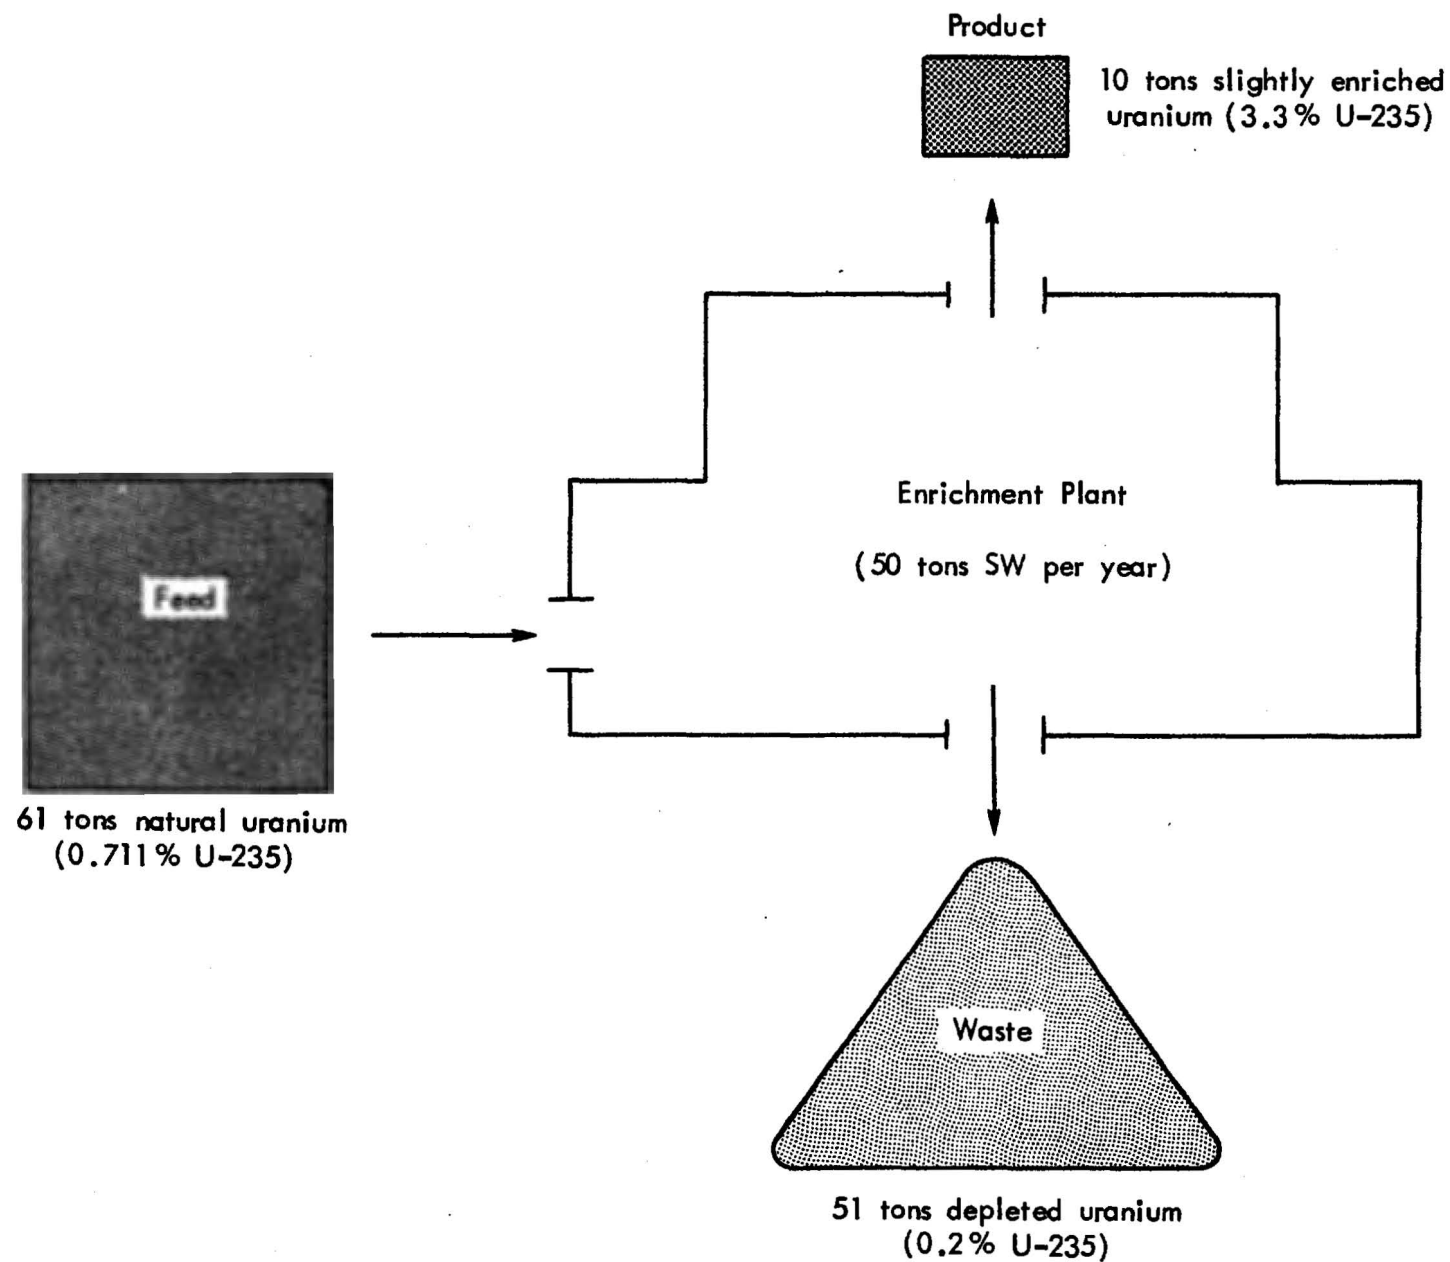 Product
10 tons slightly enriched
uranium (3.3% U-235)
Enrichment Plant
(50 tons SW per year)
Feed
61 tons natural uranium
(0.711% U-235)
Waste
51 tons depleted uranium
(0.2% U-235)